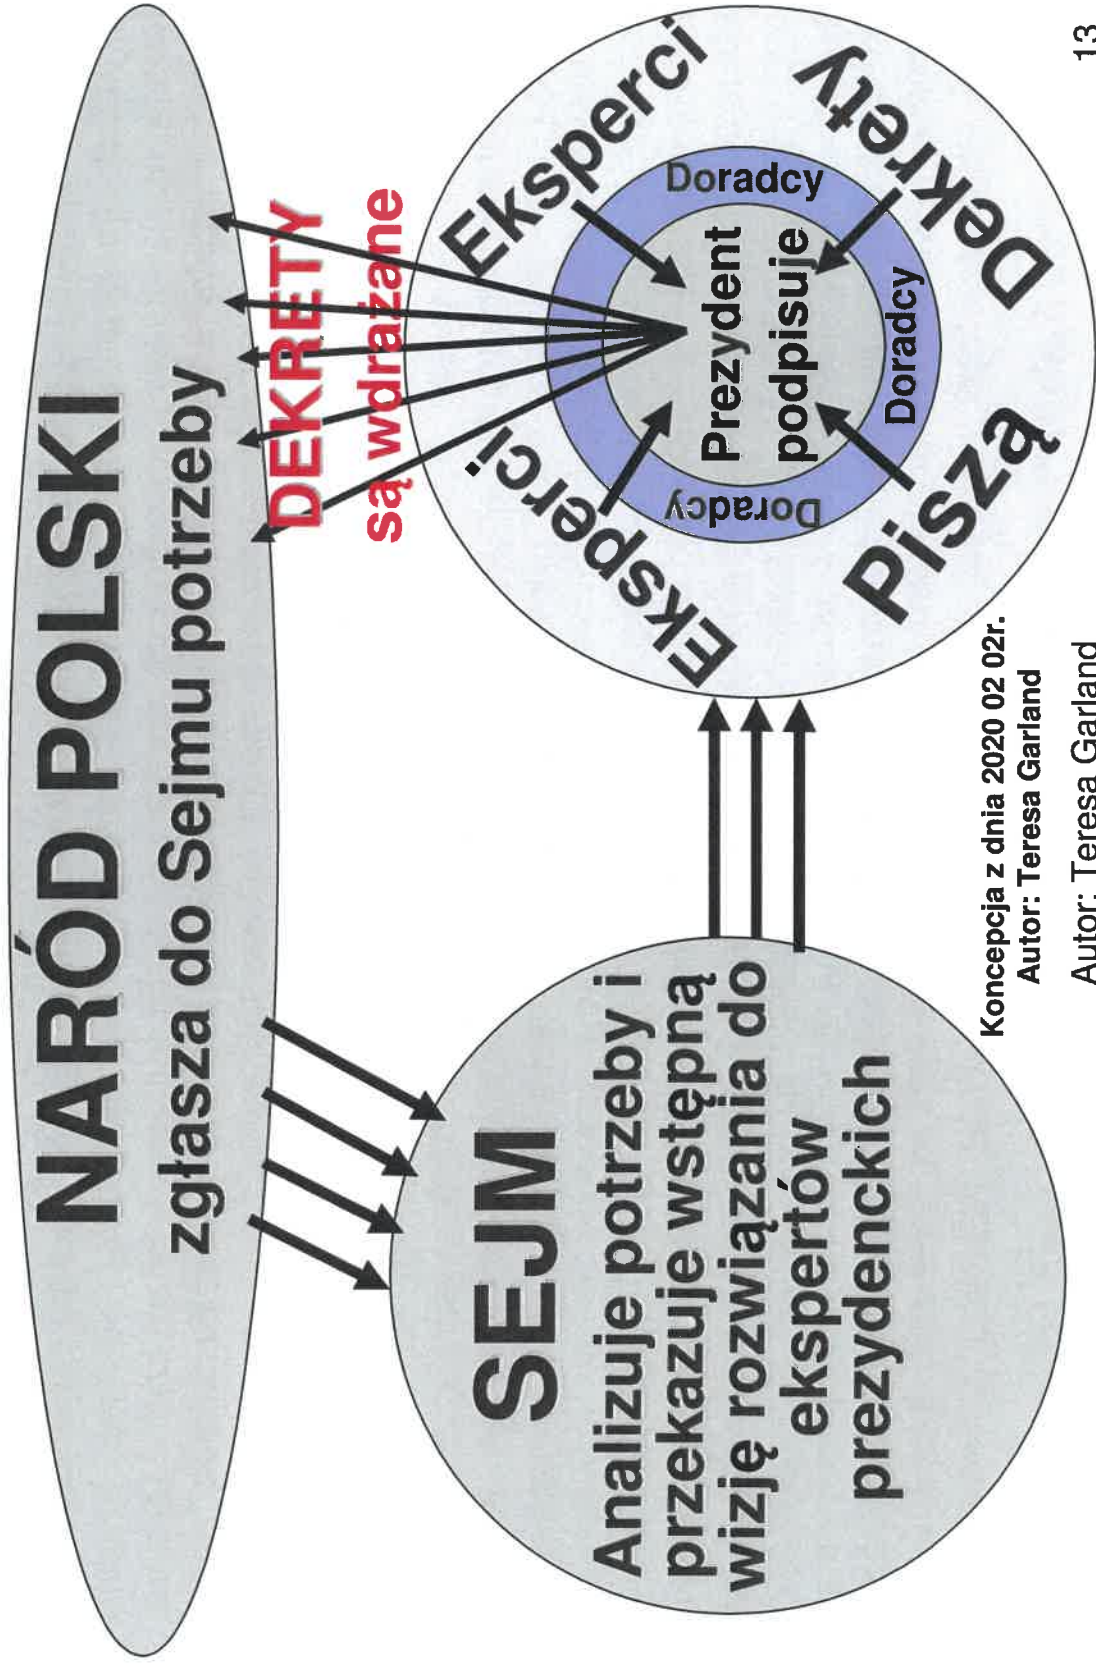 NARÓD POLSKI
zgłasza do Sejmu potrzeby
DEKRETY
są wdrażane
SEJM
Analizuje potrzeby i
przekazuje wstępną
wizję rozwiązania do
ekspertów
prezydenckich
Eksperci
Eksperci
Piszą
Dekrety
Doradcy
Doradcy
Doradcy
Prezydent
podpisuje
Koncepcja z dnia 2020 02 02r.
Autor: Teresa Garland
Autor: Teresa Garland
13